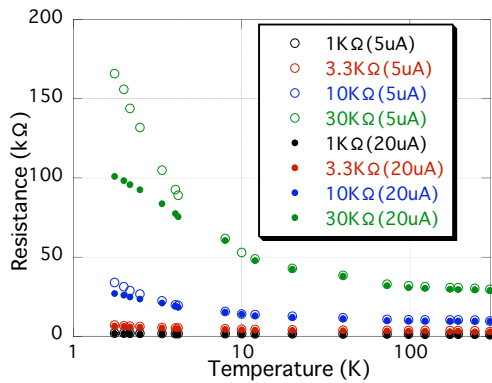 200
150
100
50
0
Resistance (kΩ)
1KΩ(5uA)
3.3KΩ(5uA)
10KΩ(5uA)
30KΩ(5uA)
1KΩ(20uA)
3.3KΩ(20uA)
10KΩ(20uA)
30KΩ(20uA)
1
10
100
Temperature (K)